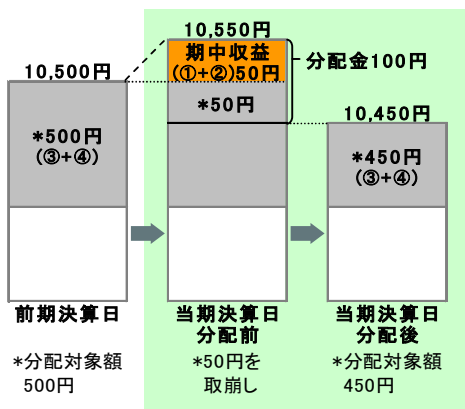 10,550円
期中収益
(①+②)50円
分配金100円
10,500円
*50円
10,450円
*500円
(③+④)
*450円
(③+④)
前期決算日
当期決算日
分配前
当期決算日
分配後
*分配対象額
500円
*50円を
取崩し
*分配対象額
450円